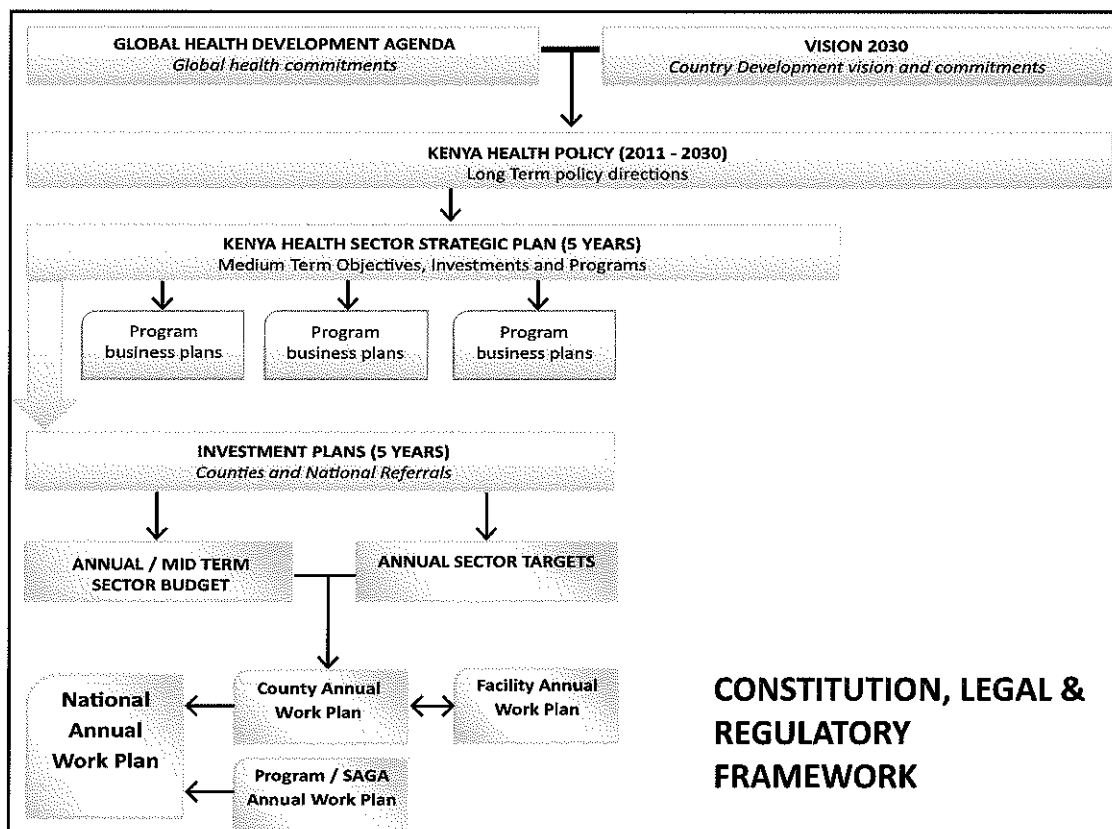 GLOBAL HEALTH DEVELOPMENT AGENDA
Global health commitments
VISION 2030
Country Development vision and commitments
KENYA HEALTH POLICY (2011 - 2030)
Long Term policy directions
KENYA HEALTH SECTOR STRATEGIC PLAN (5 YEARS)
Medium Term Objectives, Investments and Programs
Program
business plans
Program
business plans
Program
business plans
INVESTMENT PLANS (5 YEARS)
Counties and National Referrals
ANNUAL / MID TERM
SECTOR BUDGET
ANNUAL SECTOR TARGETS
National
Annual
Work Plan
County Annual
Work Plan
Facility Annual
Work Plan
Program / SAGA
Annual Work Plan
CONSTITUTION, LEGAL &
REGULATORY
FRAMEWORK